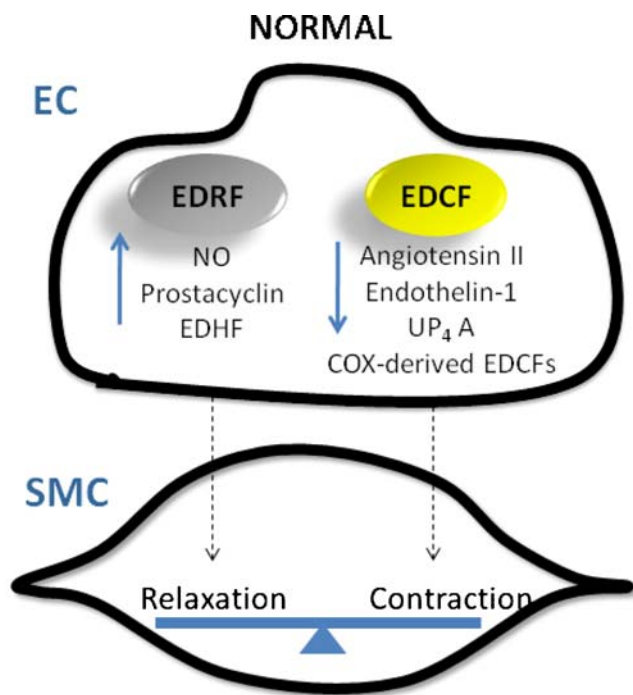 NORMAL
EC
EDRF
NO
Prostacyclin
EDHF
EDCF
Angiotensin II
Endothelin-1
UP₄ A
COX-derived EDCFs
SMC
Relaxation
Contraction